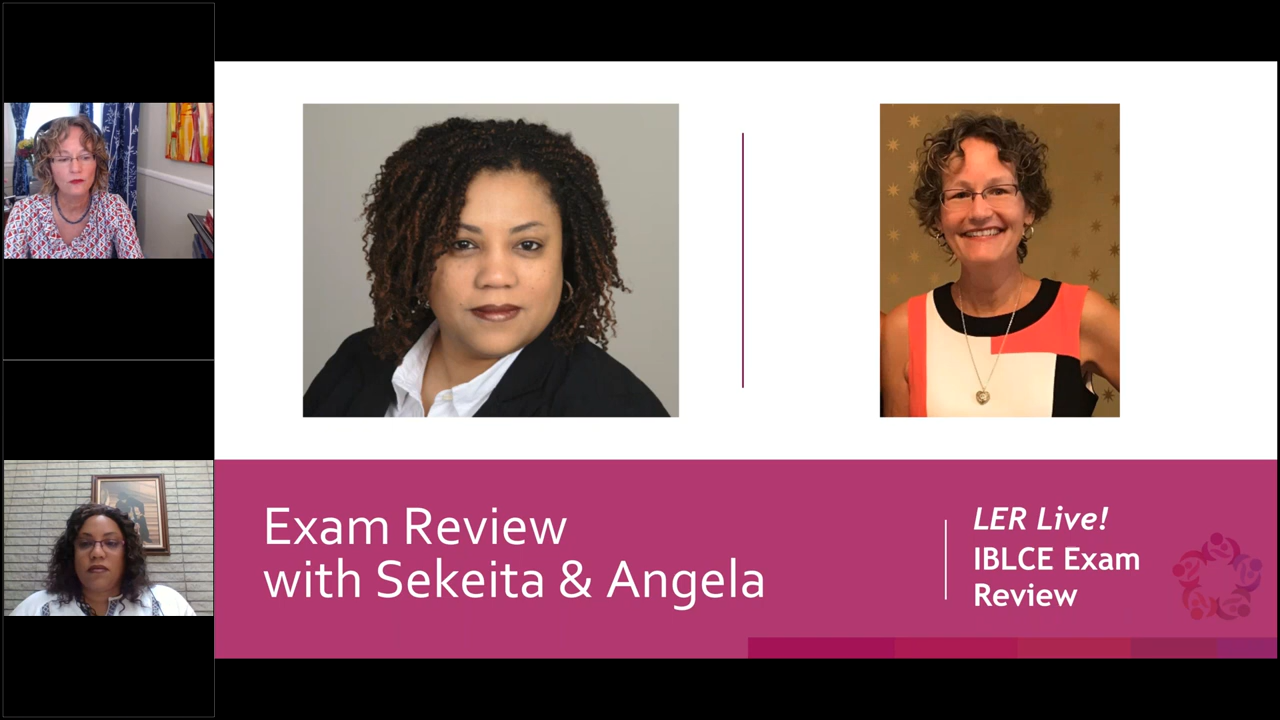 Exam Review
with Sekeita & Angela
LER Live!
IBLCE Exam
Review